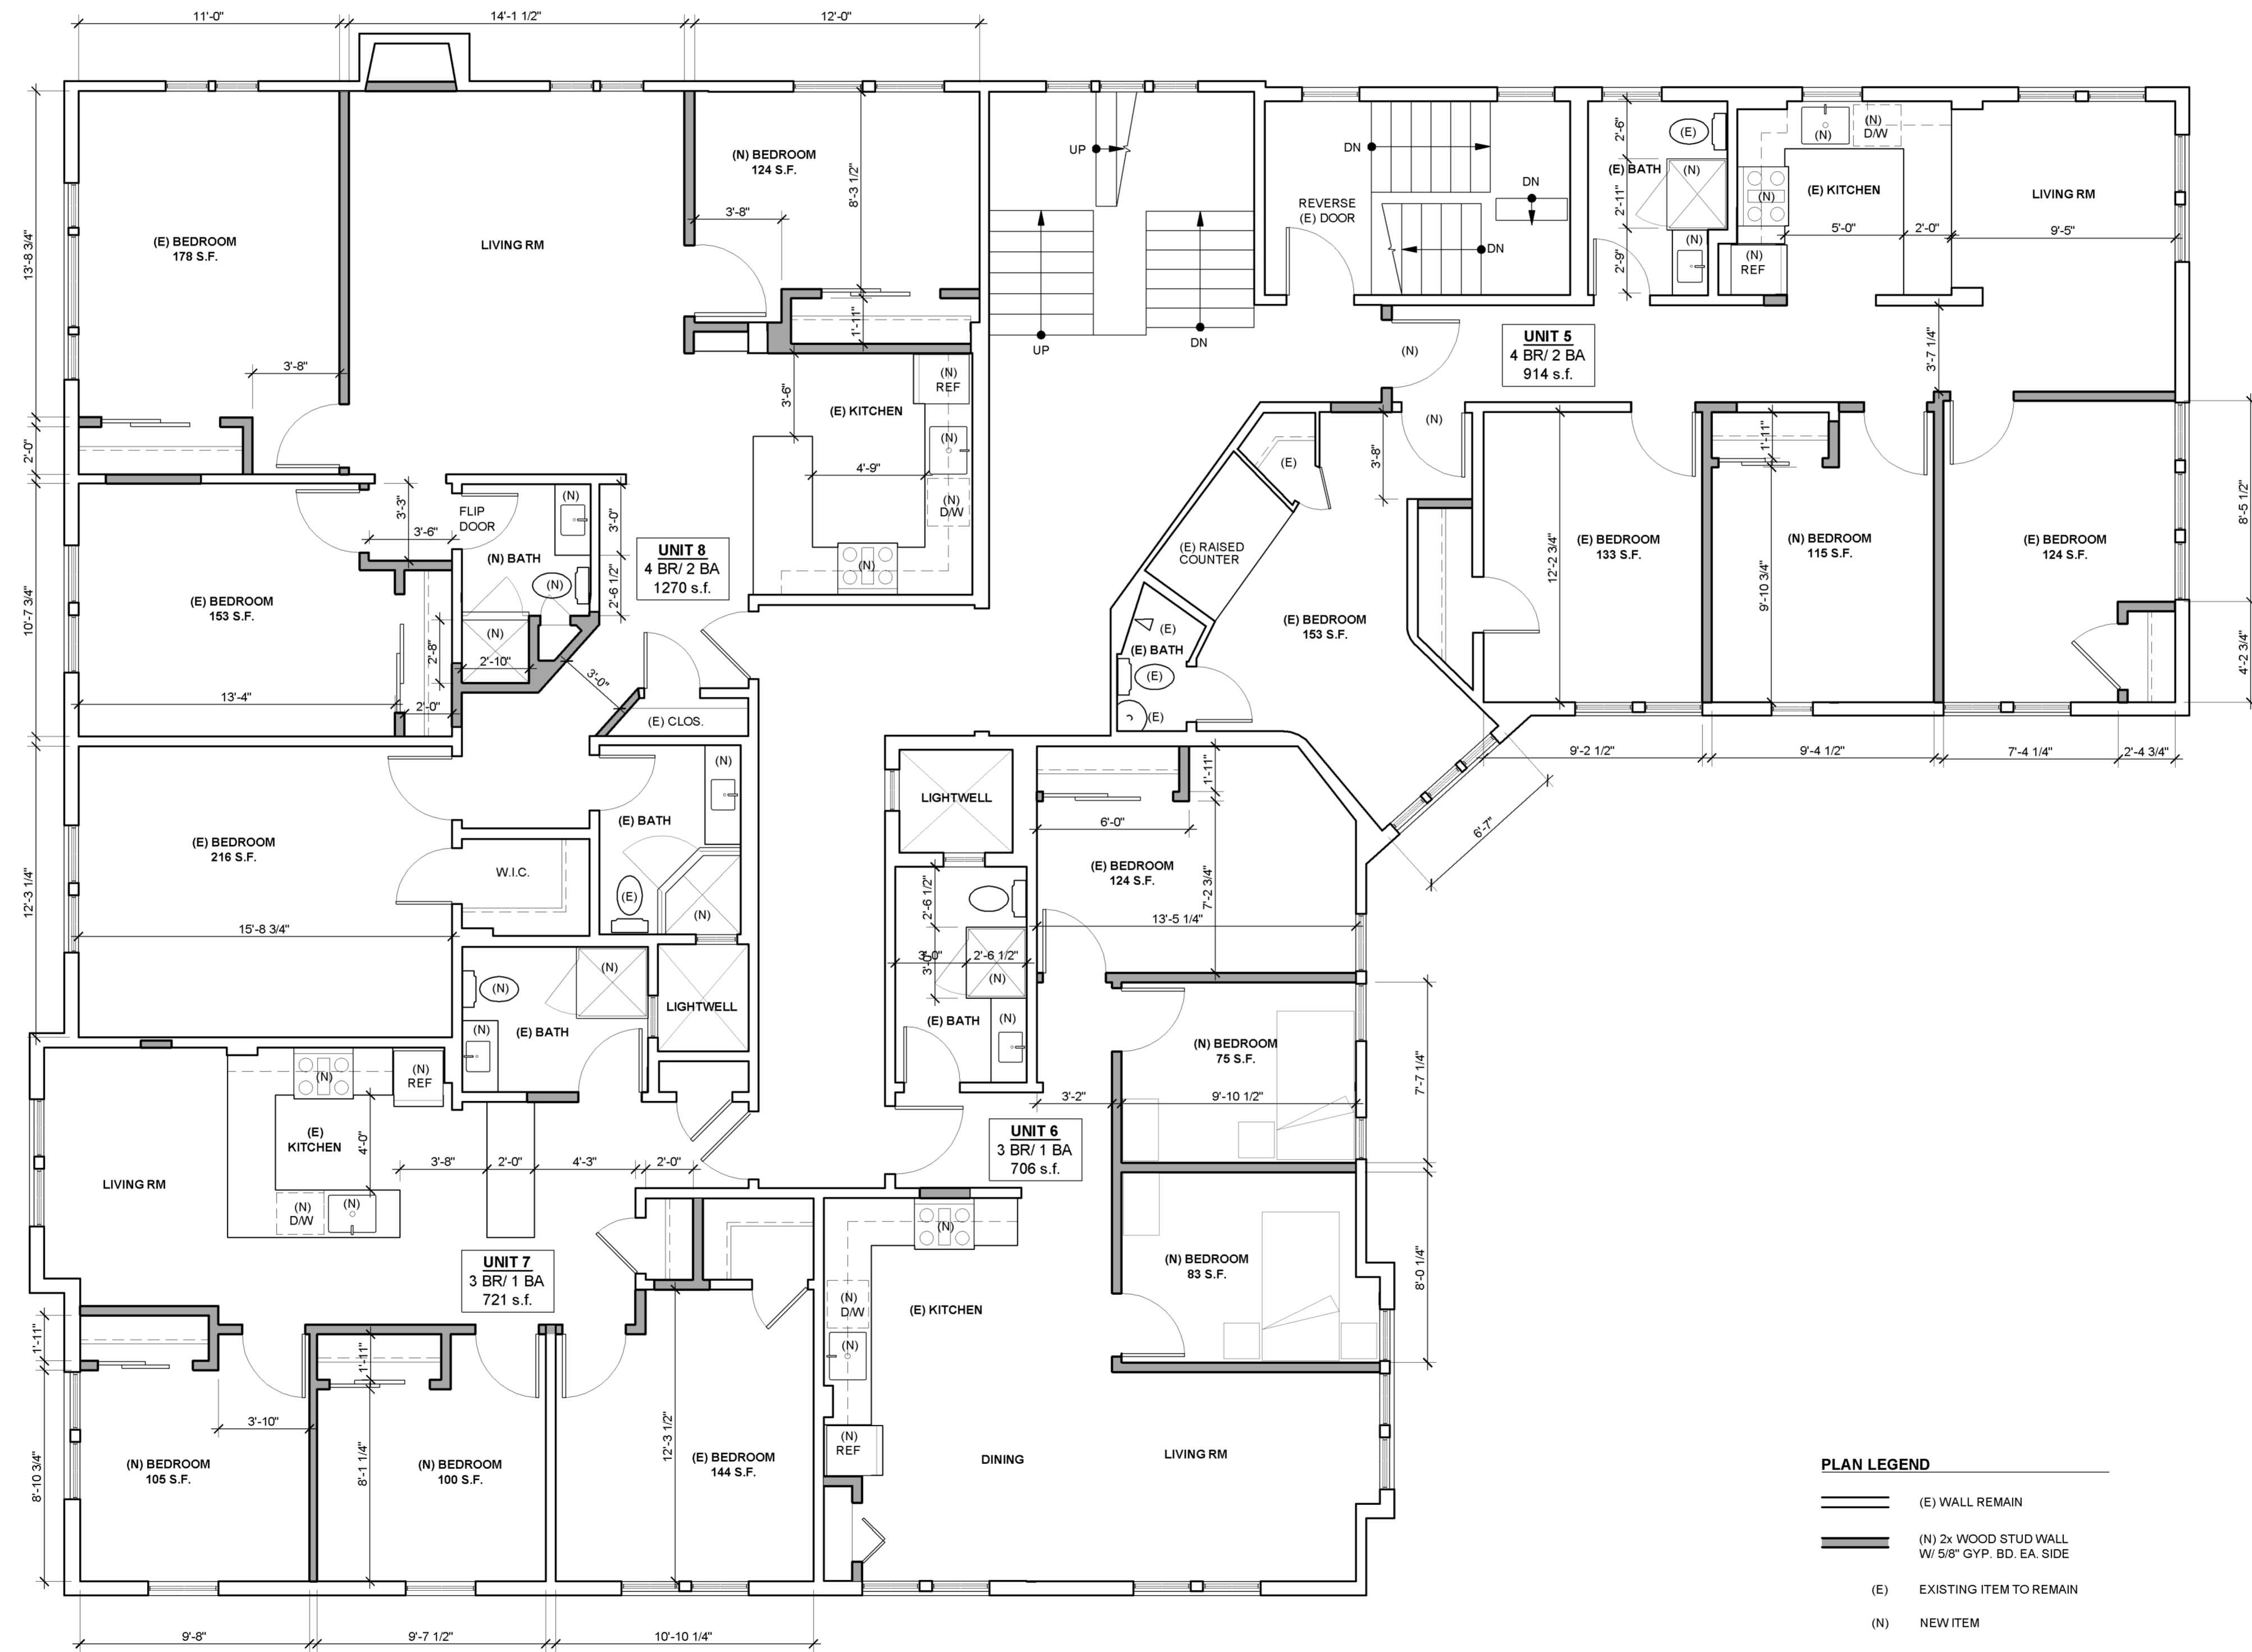 11'-0"
14'-1 1/2"
12'-0"
13'-8 3/4"
2'-0"
10'-7 3/4"
12'-3 1/4"
(E) BEDROOM
178 S.F.
3'-8"
LIVING RM
(N) BEDROOM
124 S.F.
8'-3 1/2"
3'-8"
1'-11"
3'-6"
(N)
REF
(E) KITCHEN
(N)
4'-9"
(N)
D/W
(N)
UP
UP
DN
REVERSE
(E) DOOR
DN
DN
DN
2'-6"
(E)
(E) BATH
(N)
2'-11"
2'-9"
(N)
(N)
(N)
D/W
(N)
(E) KITCHEN
5'-0"
2'-0"
(N)
REF
LIVING RM
9'-5"
3'-7 1/4"
UNIT 5
4 BR/ 2 BA
914 s.f.
(N)
(N)
3'-8"
(E)
(E) RAISED
COUNTER
(E)
(E) BATH
(E)
(E)
(E) BEDROOM
153 S.F.
12'-2 3/4"
(E) BEDROOM
133 S.F.
1'-11"
9'-10 3/4"
(N) BEDROOM
115 S.F.
(E) BEDROOM
124 S.F.
8'-5 1/2"
4'-2 3/4"
9'-2 1/2"
9'-4 1/2"
7'-4 1/4"
2'-4 3/4"
6'-7"
3'-3"
3'-6"
FLIP
DOOR
(N)
(N) BATH
(N)
(N)
3'-0"
2'-6 1/2"
2'-10"
2'-8"
2'-0"
3'-0"
UNIT 8
4 BR/ 2 BA
1270 s.f.
(E) BEDROOM
153 S.F.
13'-4"
(E) CLOS.
(N)
(E) BATH
(E)
(N)
(E) BEDROOM
216 S.F.
15'-8 3/4"
W.I.C.
(N)
(N)
(N)
(E) BATH
LIGHTWELL
LIGHTWELL
1'-11"
6'-0"
(E) BEDROOM
124 S.F.
7'-2 3/4"
13'-5 1/4"
2'-6 1/2"
3'-0"
2'-6 1/2"
3'-0"
(N)
(E) BATH
(N)
(N) BEDROOM
75 S.F.
7'-7 1/4"
3'-2"
9'-10 1/2"
UNIT 6
3 BR/ 1 BA
706 s.f.
(N) BEDROOM
83 S.F.
8'-0 1/4"
(N)
(N)
D/W
(E) KITCHEN
(N)
(N)
REF
DINING
LIVING RM
(N)
(N)
REF
(E)
KITCHEN
4'-0"
LIVING RM
(N)
D/W
(N)
3'-8"
2'-0"
4'-3"
2'-0"
UNIT 7
3 BR/ 1 BA
721 s.f.
1'-11"
8'-10 3/4"
3'-10"
(N) BEDROOM
105 S.F.
1'-11"
8'-1 1/4"
(N) BEDROOM
100 S.F.
12'-3 1/2"
(E) BEDROOM
144 S.F.
9'-8"
9'-7 1/2"
10'-10 1/4"
PLAN LEGEND
(E) WALL REMAIN
(N) 2x WOOD STUD WALL
W/ 5/8" GYP. BD. EA. SIDE
(E) EXISTING ITEM TO REMAIN
(N) NEW ITEM